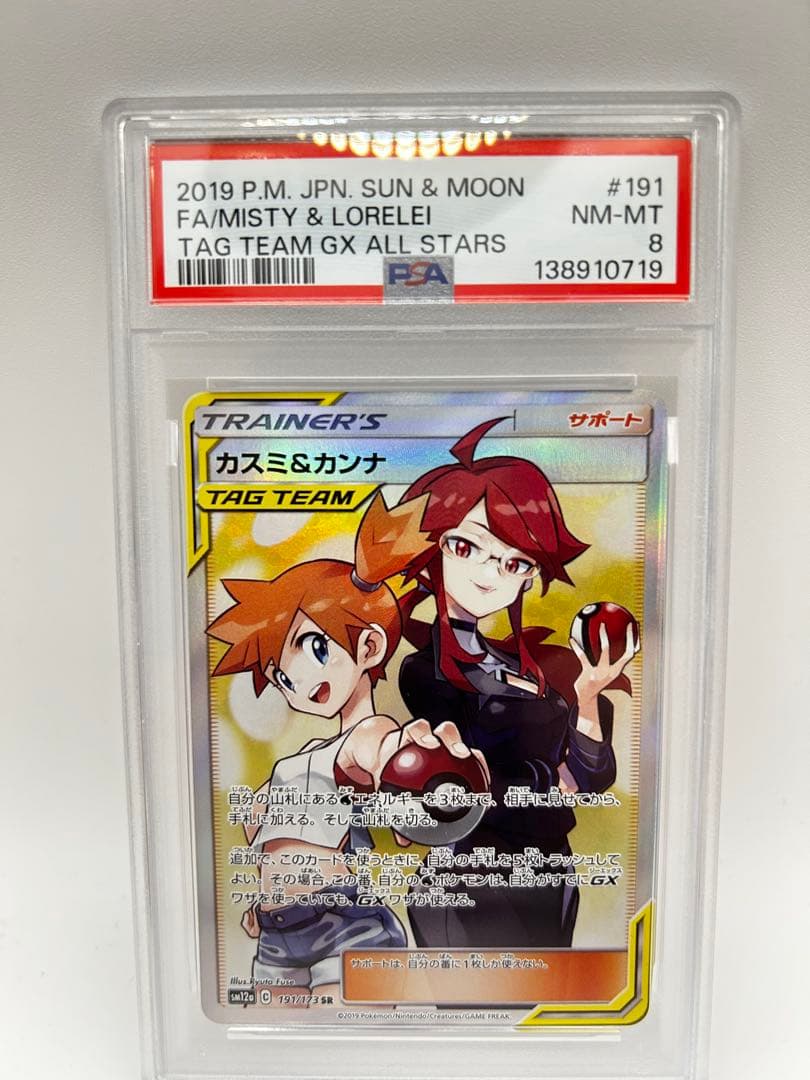 2019 P.M. JPN. SUN & MOON #191
FA/MISTY & LORELEI NM-MT
TAG TEAM GX ALL STARS 8
PSA 138910719
TRAINER'S サポート
カスミ&カンナ
TAG TEAM
自分の山札にあるエネルギーを3枚まで、相手に見せてから、
手札に加える。そして山札を切る。
追加で、このカードを使うときに、自分の手札を5枚トラッシュして
よい。その場合、この番、自分のポケモンは、自分がすでにGX
ワザを使っていても、GXワザが使える。
サポートは、自分の番に1枚しか使えない。
Illus. Ryuta Fuse
sm12a C 191/173 SR
©2019 Pokémon/Nintendo/Creatures/GAME FREAK